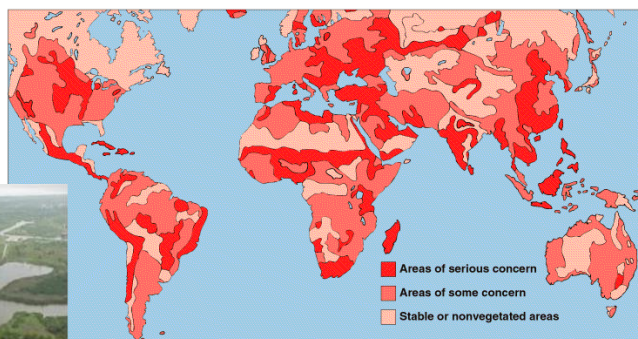 Areas of serious concern
Areas of some concern
Stable or nonvegetated areas